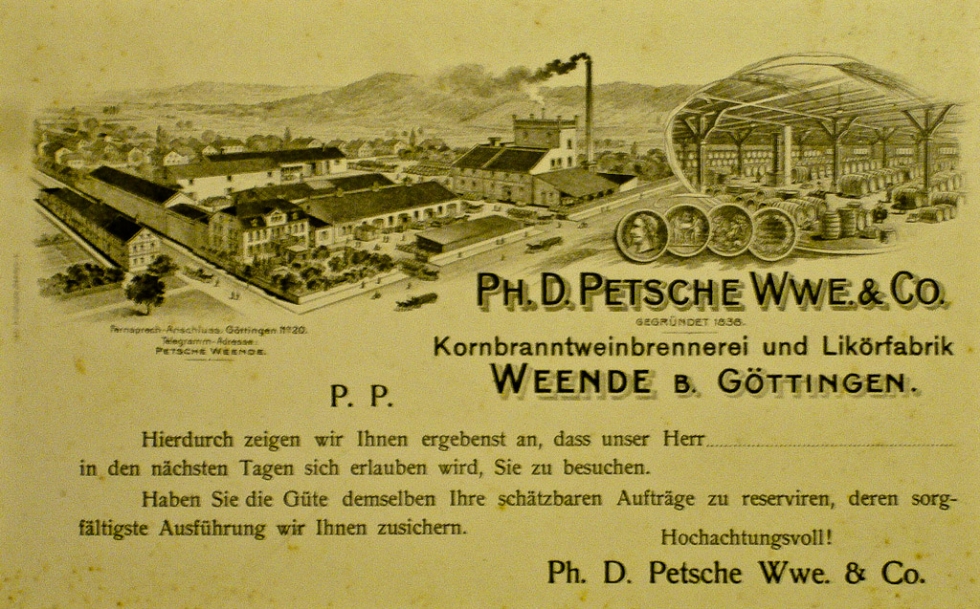 PH. D. PETSCHE WWE. & CO.
GEGRÜNDET 1838.
Kornbranntweinbrennerei und Likörfabrik
WEENDE B. GÖTTINGEN.
Fernsprech-Anschluss: Göttingen Nº 20.
Telegramm-Adresse:
PETSCHE WEENDE.
P. P.
Hierdurch zeigen wir Ihnen ergebenst an, dass unser Herr
in den nächsten Tagen sich erlauben wird, Sie zu besuchen.
Haben Sie die Güte demselben Ihre schätzbaren Aufträge zu reserviren, deren sorg-
fältigste Ausführung wir Ihnen zusichern.
Hochachtungsvoll!
Ph. D. Petsche Wwe. & Co.